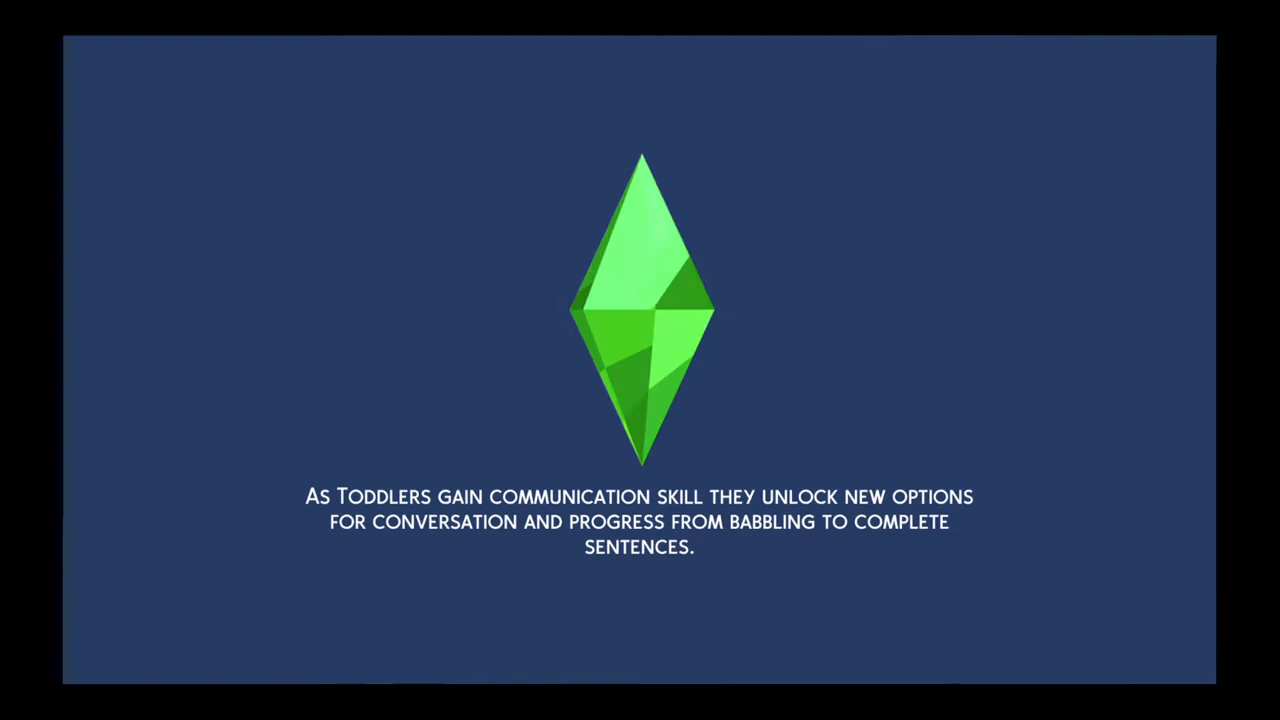 As Toddlers gain communication skill they unlock new options
for conversation and progress from babbling to complete
sentences.